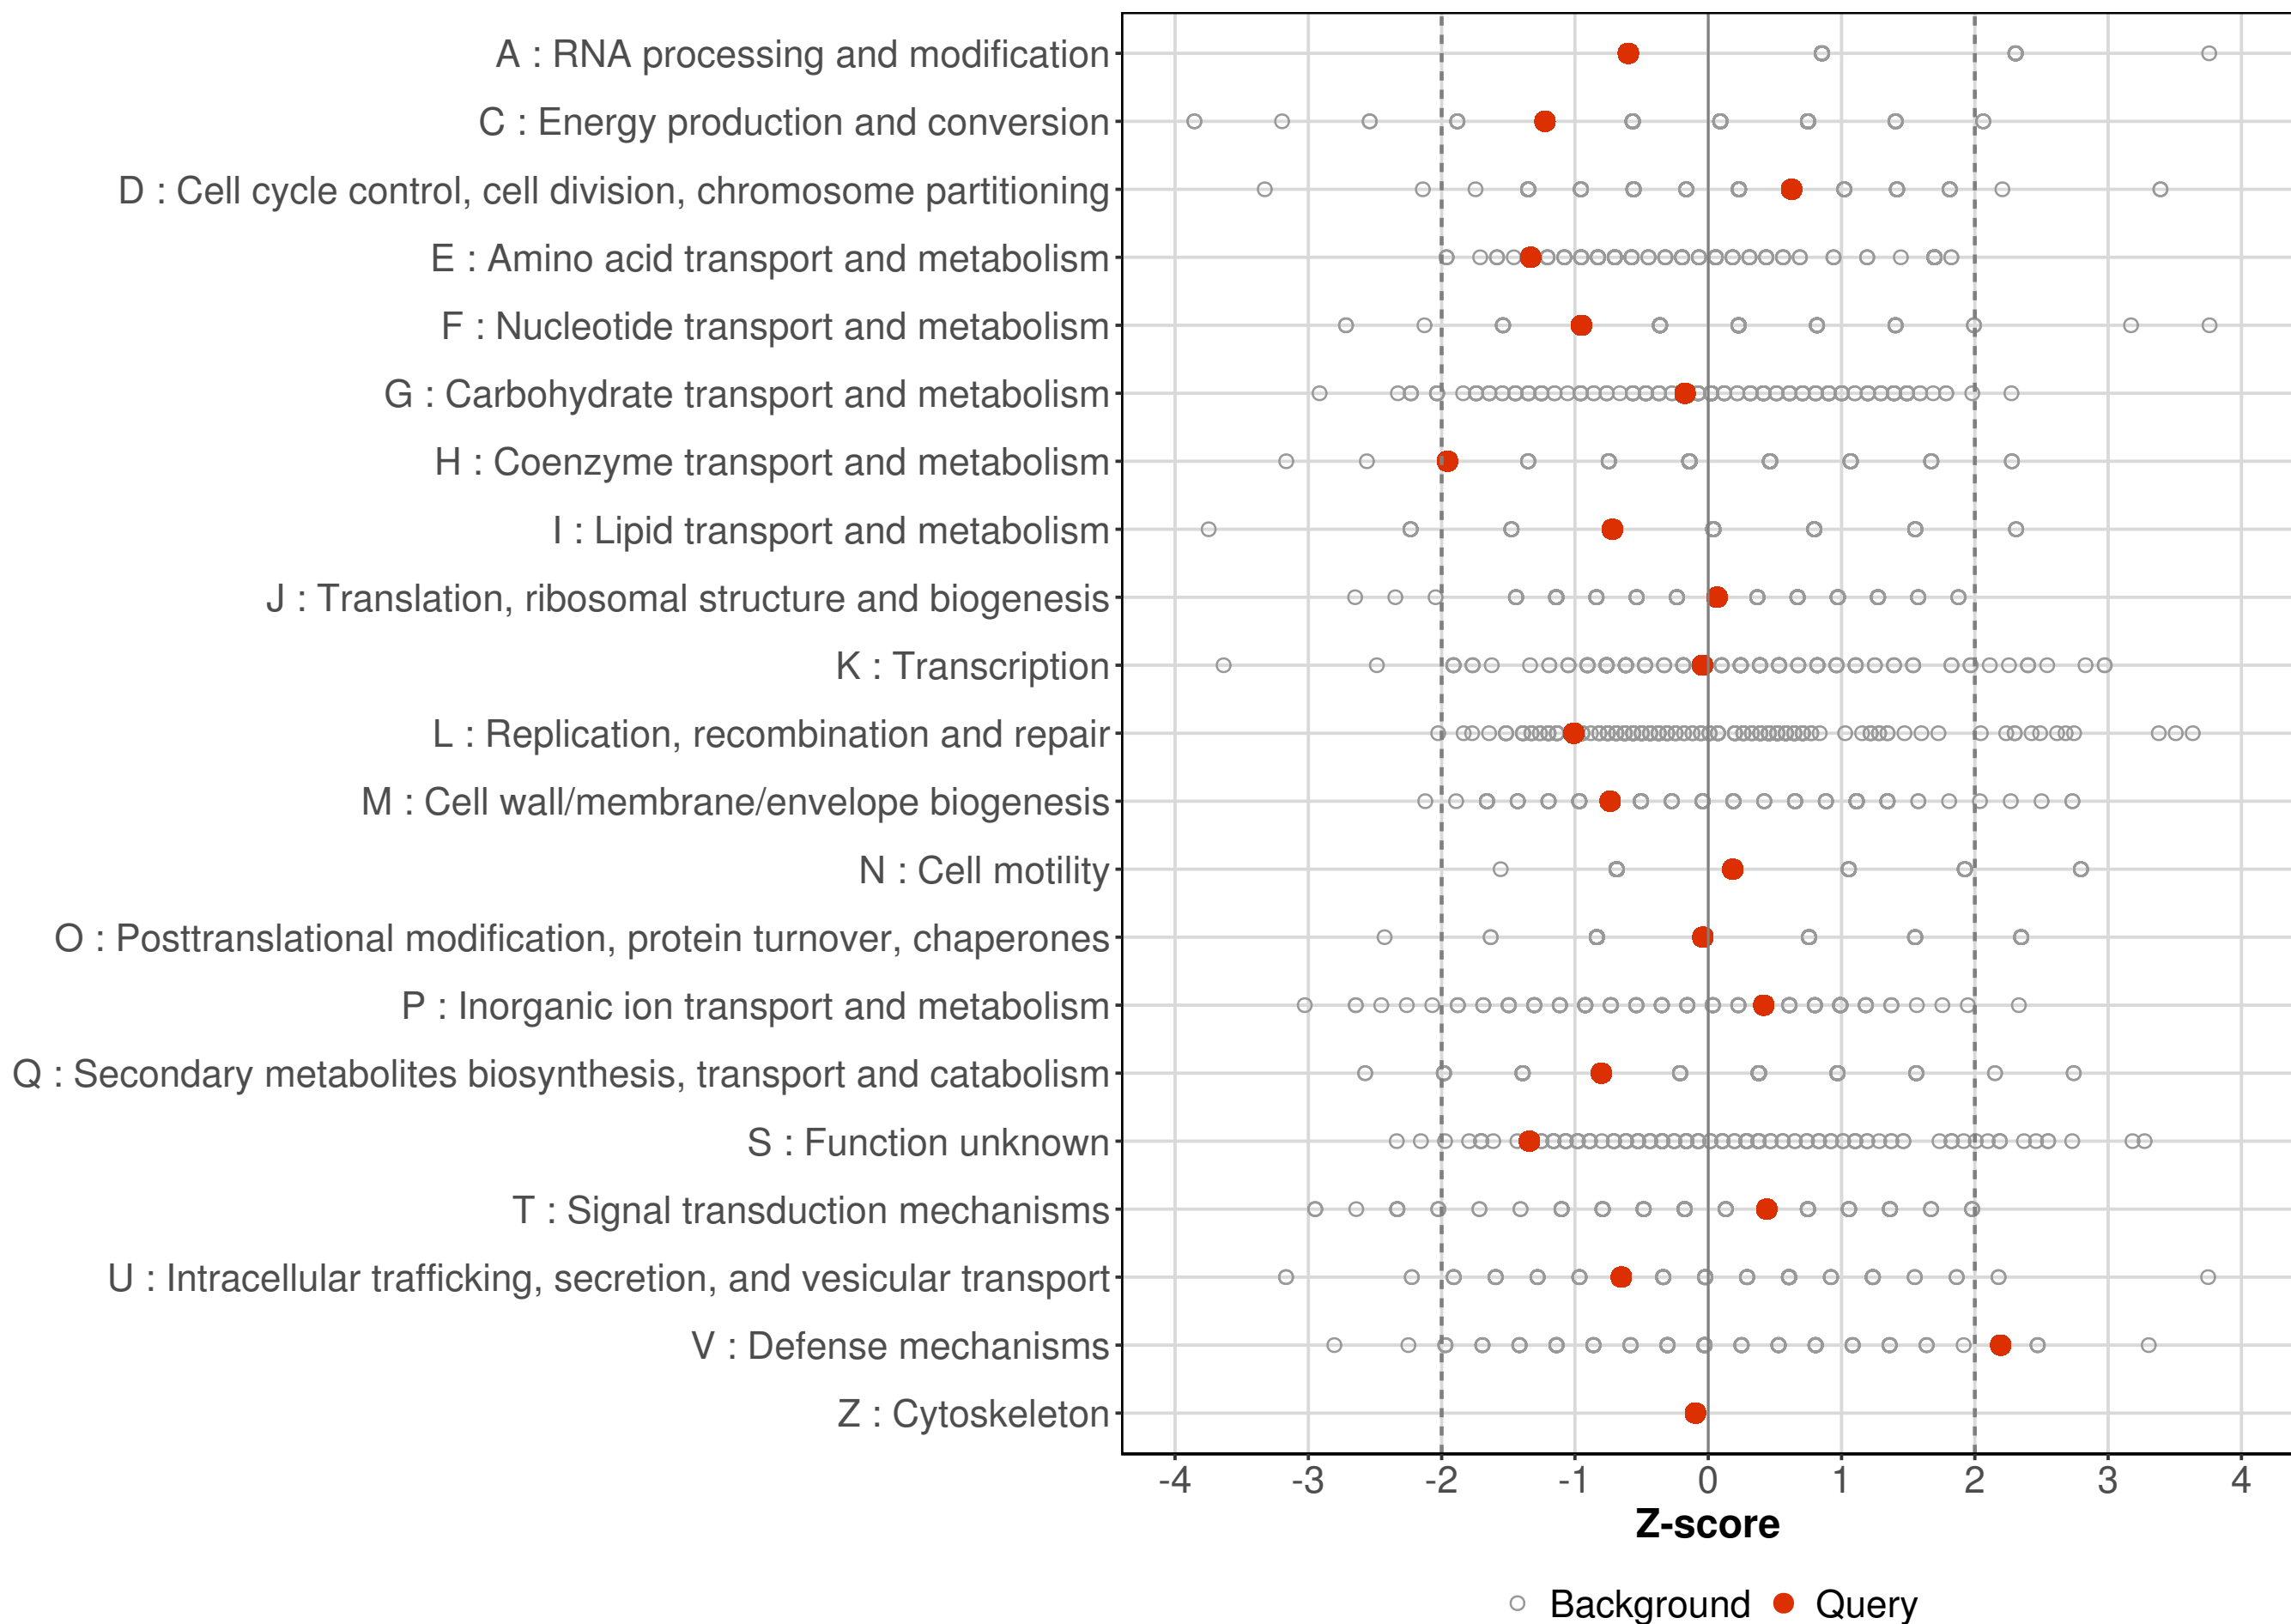 A : RNA processing and modification
C : Energy production and conversion
D : Cell cycle control, cell division, chromosome partitioning
E : Amino acid transport and metabolism
F : Nucleotide transport and metabolism
G : Carbohydrate transport and metabolism
H : Coenzyme transport and metabolism
I : Lipid transport and metabolism
J : Translation, ribosomal structure and biogenesis
K : Transcription
L : Replication, recombination and repair
M : Cell wall/membrane/envelope biogenesis
N : Cell motility
O : Posttranslational modification, protein turnover, chaperones
P : Inorganic ion transport and metabolism
Q : Secondary metabolites biosynthesis, transport and catabolism
S : Function unknown
T : Signal transduction mechanisms
U : Intracellular trafficking, secretion, and vesicular transport
V : Defense mechanisms
Z : Cytoskeleton
-4 -3 -2 -1 0 1 2 3 4
Z-score
Background Query